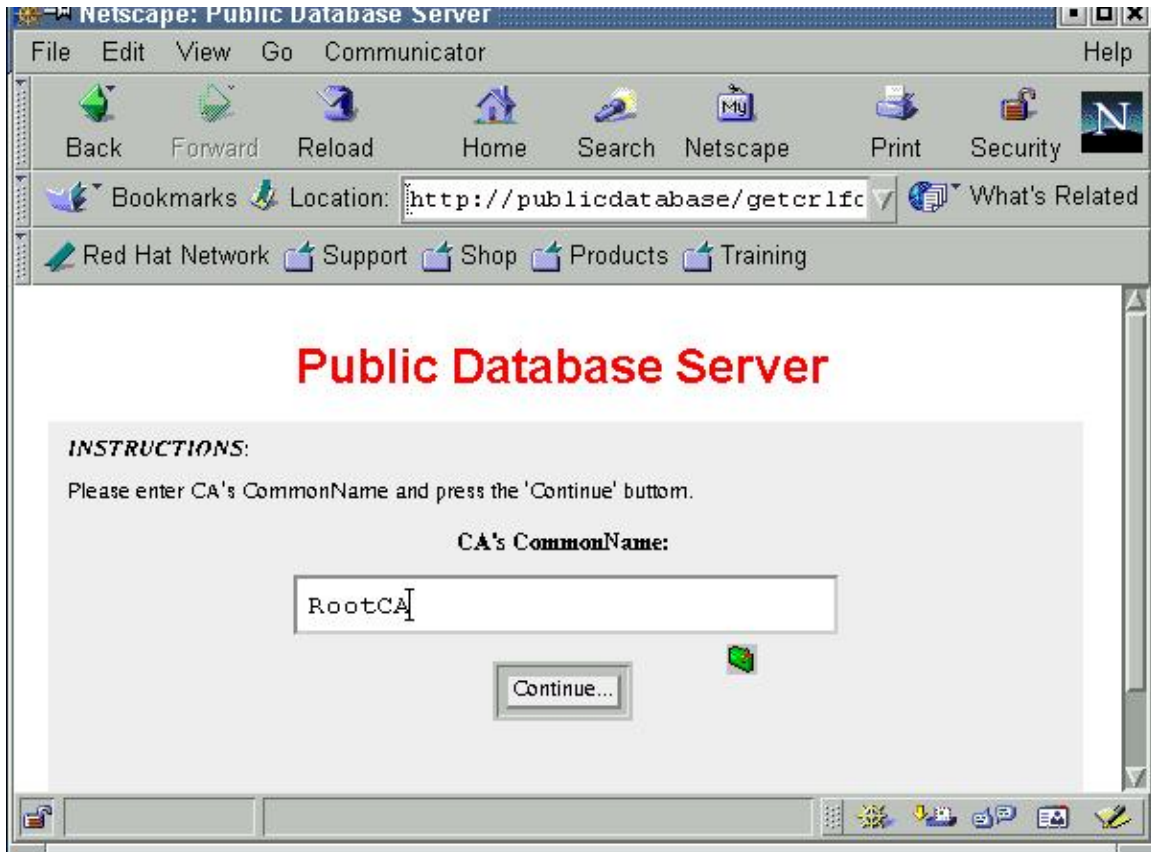 Netscape: Public Database Server
File Edit View Go Communicator Help
Back Forward Reload Home Search Netscape Print Security
My
N
Bookmarks Location: http://publicdatabase/getcrlfo What's Related
Red Hat Network Support Shop Products Training
Public Database Server
INSTRUCTIONS:
Please enter CA's CommonName and press the 'Continue' buttom.
CA's CommonName:
RootCA
Continue...